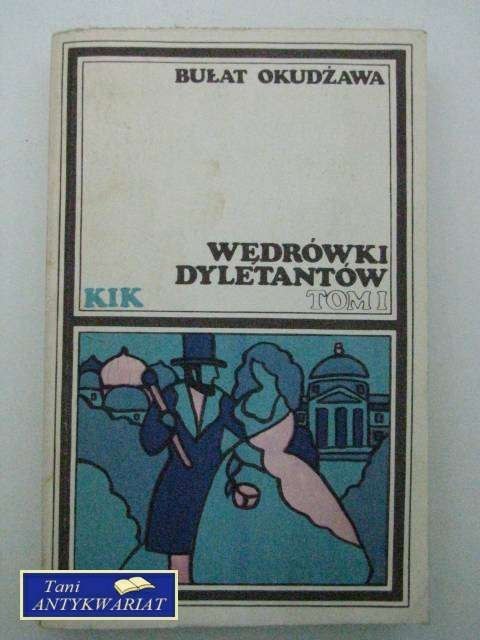 BUŁAT OKUDŻAWA
WĘDRÓWKI
DYLETANTÓW
KIK TOM I
Tani
ANTYKWARIAT